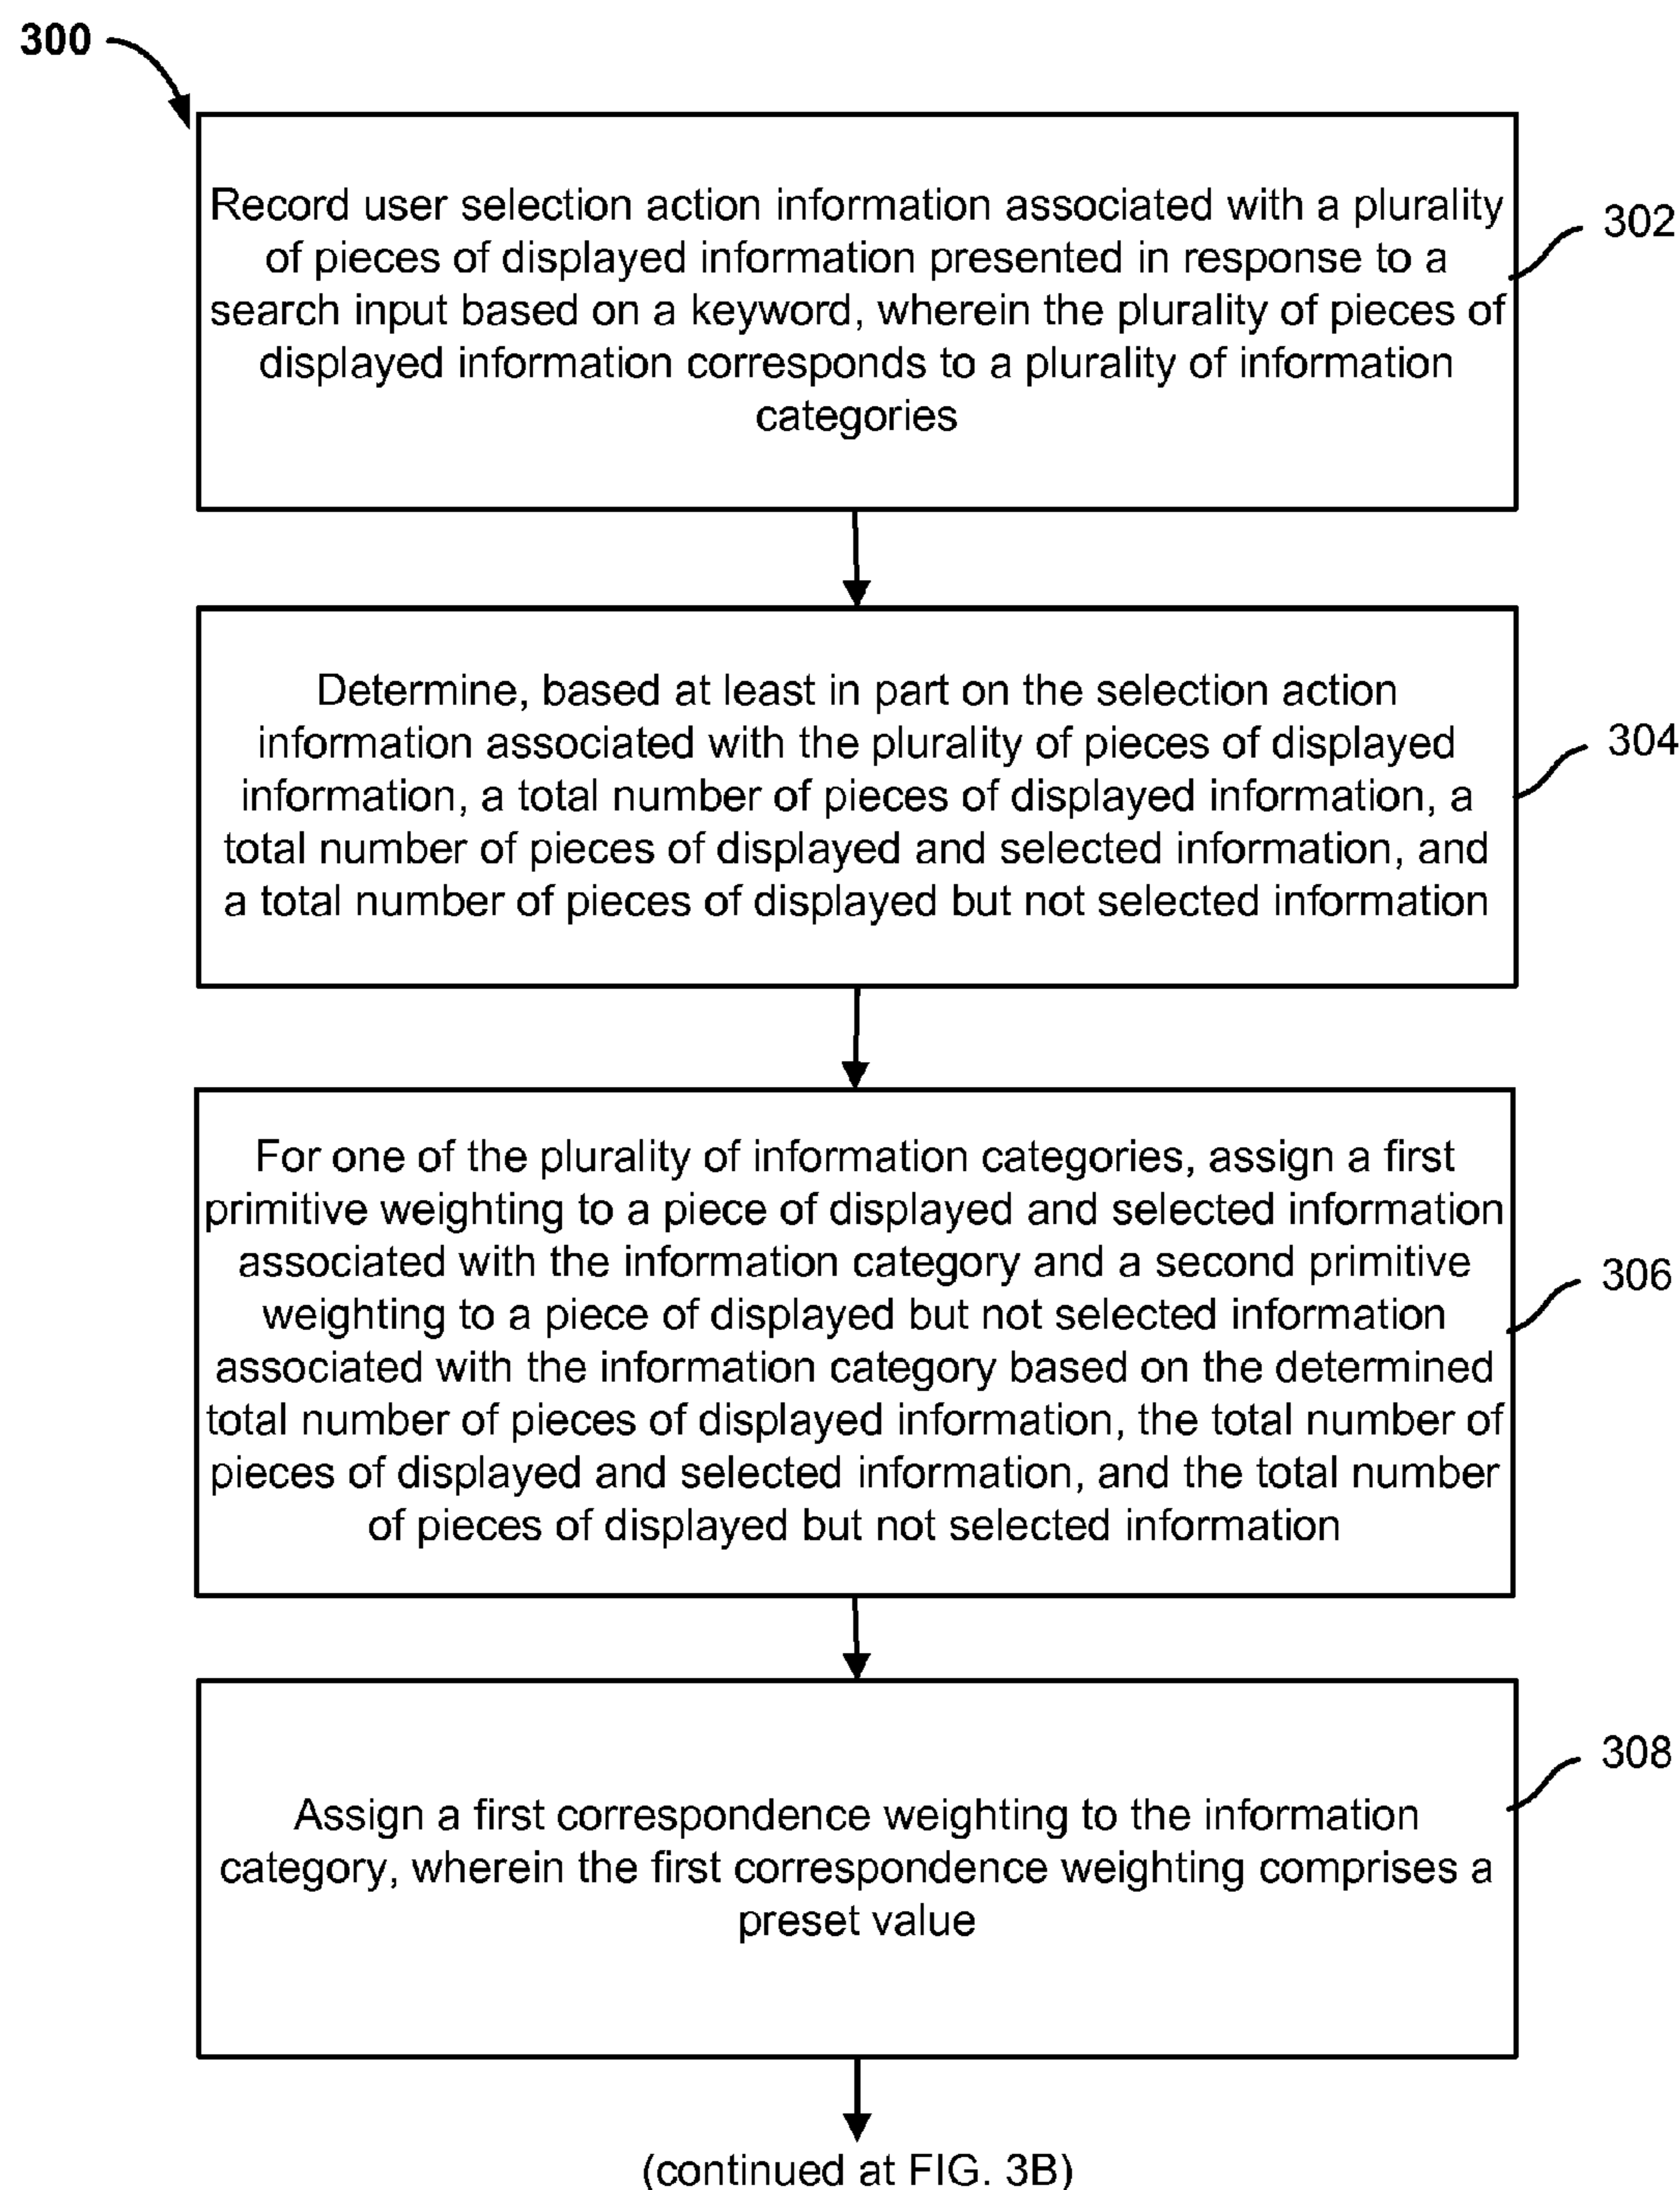 300
Record user selection action information associated with a plurality
of pieces of displayed information presented in response to a
search input based on a keyword, wherein the plurality of pieces of
displayed information corresponds to a plurality of information
categories
302
Determine, based at least in part on the selection action
information associated with the plurality of pieces of displayed
information, a total number of pieces of displayed information, a
total number of pieces of displayed and selected information, and
a total number of pieces of displayed but not selected information
304
For one of the plurality of information categories, assign a first
primitive weighting to a piece of displayed and selected information
associated with the information category and a second primitive
weighting to a piece of displayed but not selected information
associated with the information category based on the determined
total number of pieces of displayed information, the total number of
pieces of displayed and selected information, and the total number
of pieces of displayed but not selected information
306
Assign a first correspondence weighting to the information
category, wherein the first correspondence weighting comprises a
preset value
308
(continued at FIG. 3B)